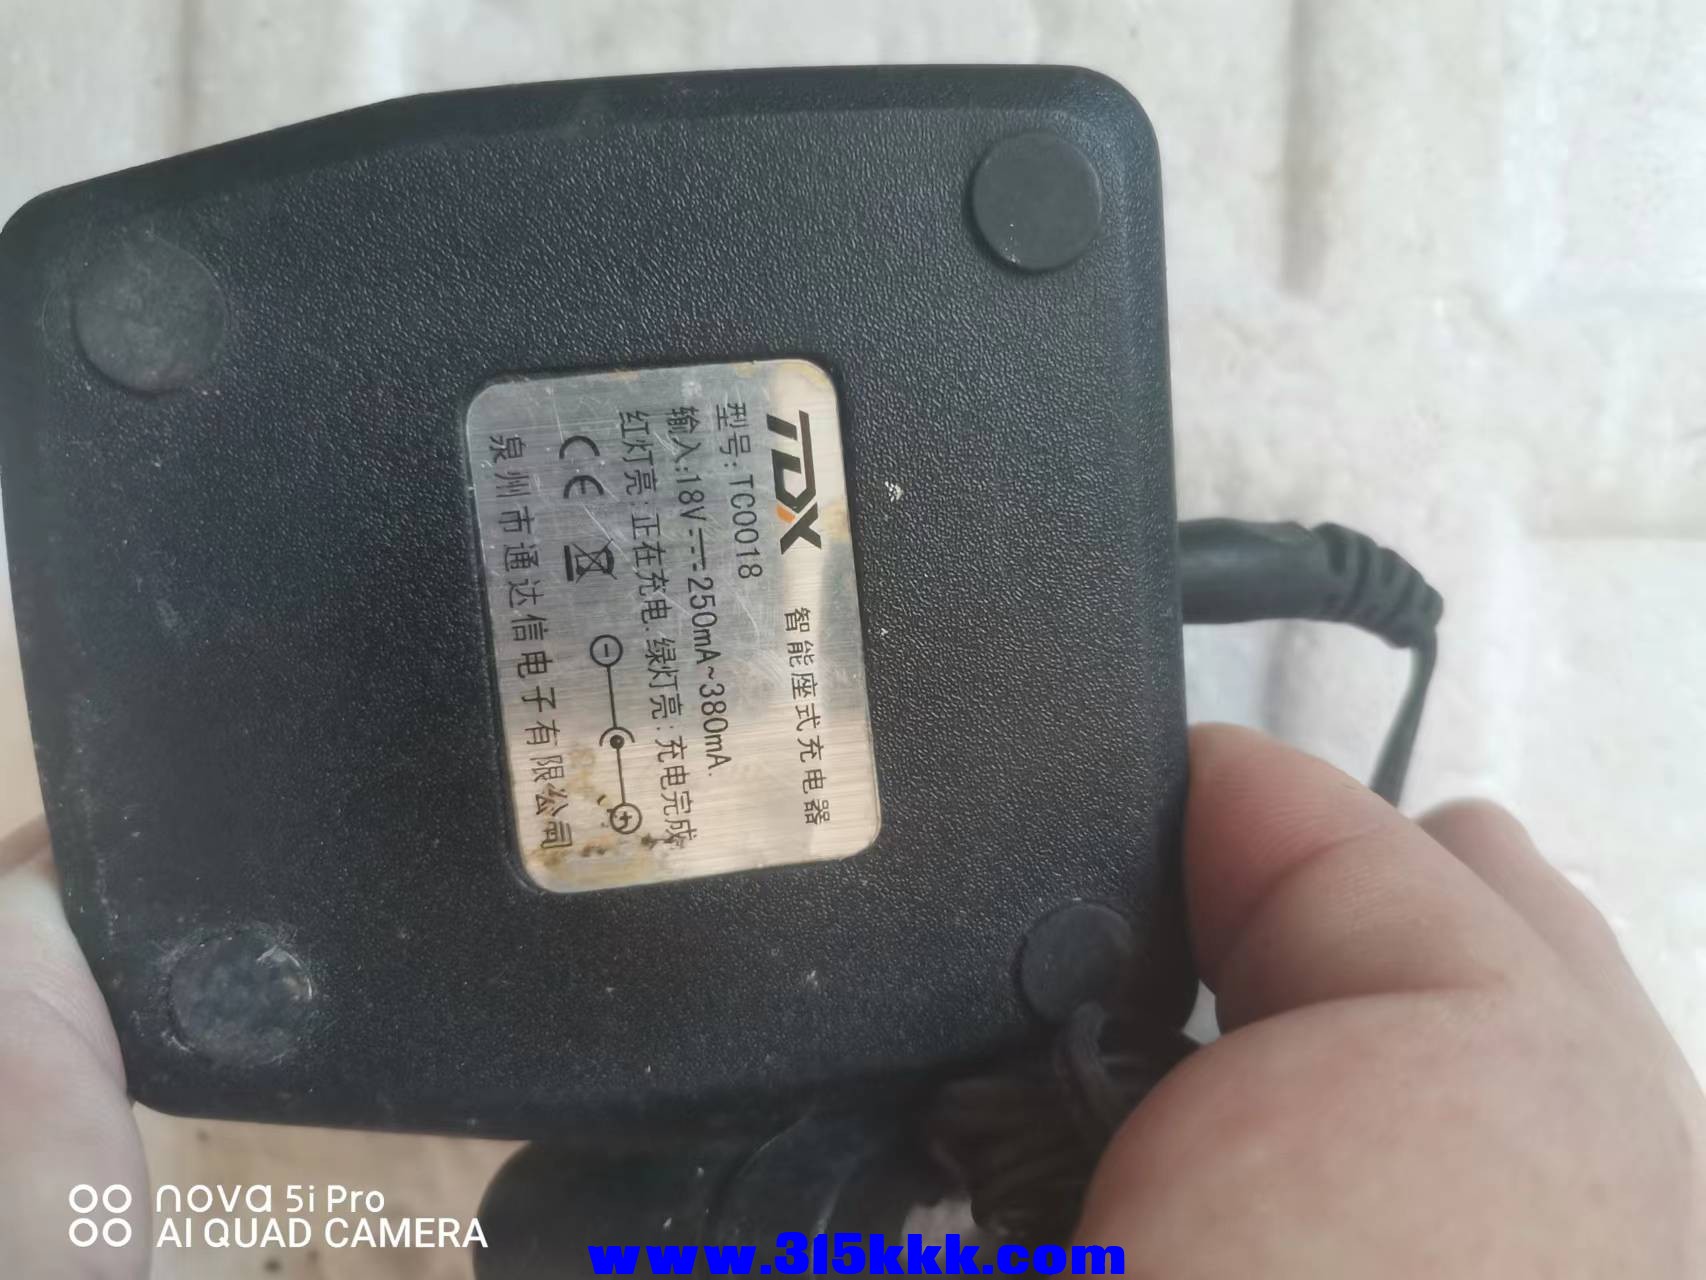 TDX 智能座式充电器
型号:TC0018
输入:18V⎓250mA~380mA.
红灯亮:正在充电.绿灯亮:充电完成
CE
泉州市通达信电子有限公司
nova 5i Pro
AI QUAD CAMERA
www.315kkk.com